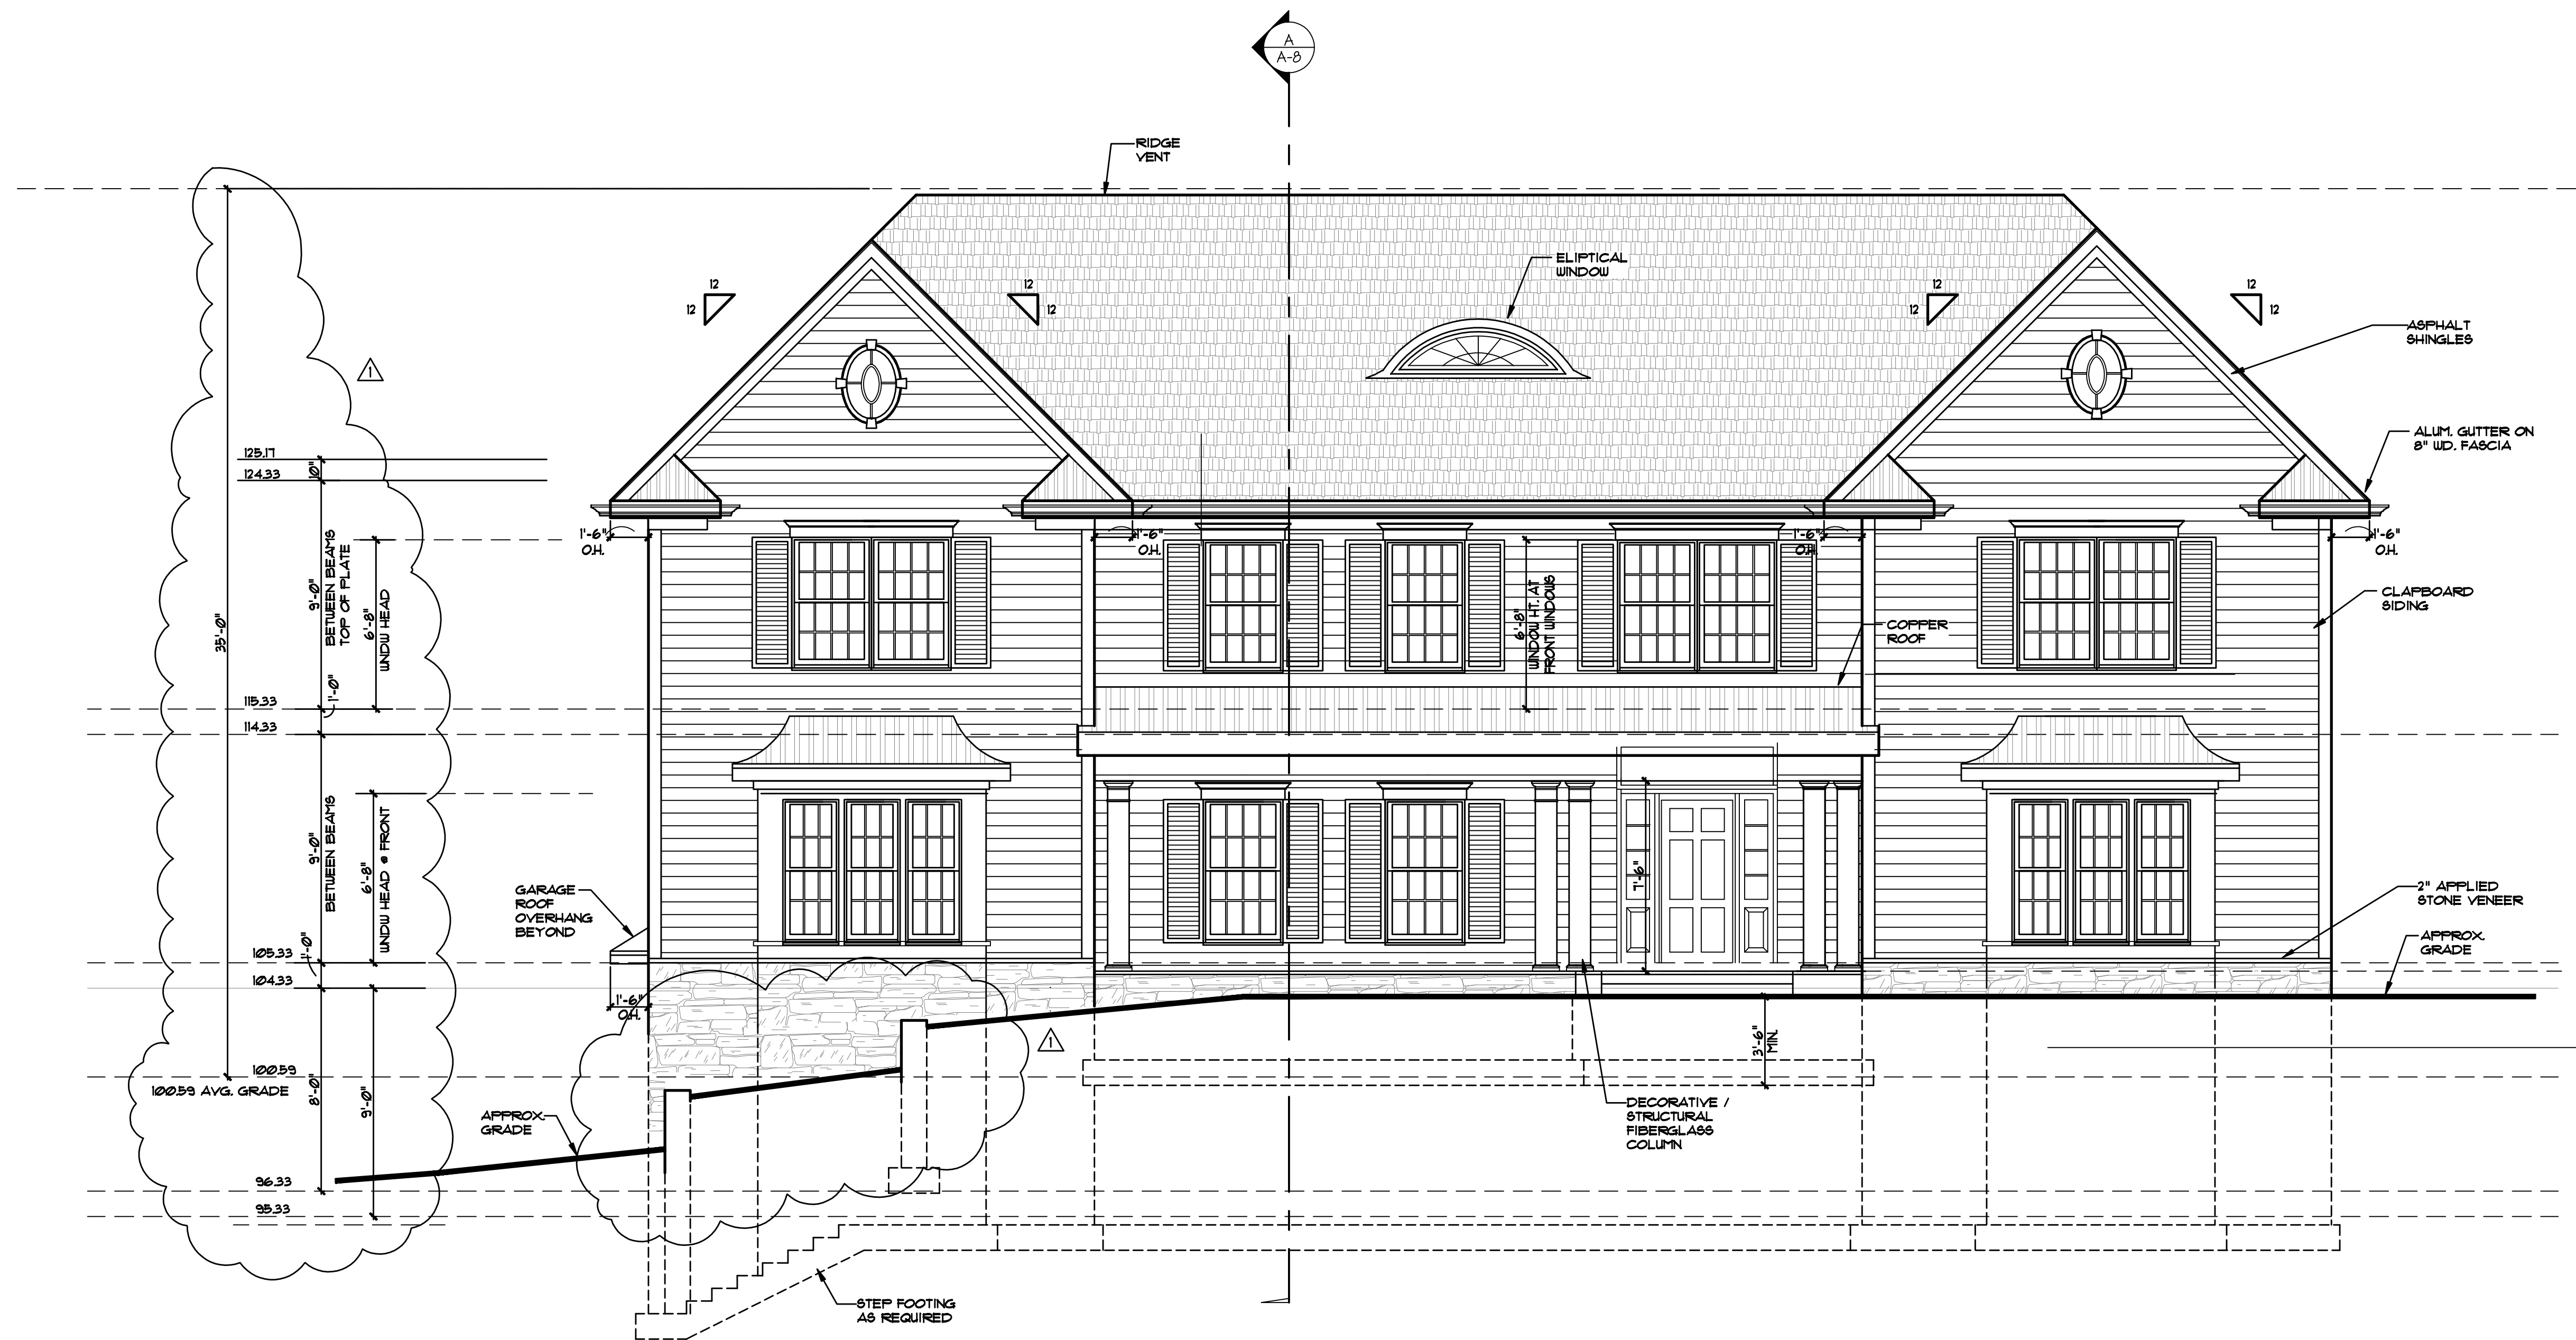 A
A-8
RIDGE
VENT
ELIPTICAL
WINDOW
12
12
12
12
12
12
12
12
ASPHALT
SHINGLES
ALUM. GUTTER ON
8" WD. FASCIA
1
125.17
124.33
10"
1'-6"
O.H.
1'-6"
O.H.
1'-6"
O.H.
1'-6"
O.H.
35'-0"
9'-0"
BETWEEN BEAMS
TOP OF PLATE
6'-8"
WNDW HEAD
1'-0"
6'-8"
WINDOW HT. AT
FRONT WINDOWS
CLAPBOARD
SIDING
COPPER
ROOF
115.33
114.33
9'-0"
BETWEEN BEAMS
6'-8"
WNDW HEAD @ FRONT
1'-0"
7'-6"
GARAGE
ROOF
OVERHANG
BEYOND
2" APPLIED
STONE VENEER
APPROX.
GRADE
105.33
104.33
1'-6"
O.H.
1
3'-6"
MIN.
100.59
100.59 AVG. GRADE
8'-0"
9'-0"
APPROX.
GRADE
DECORATIVE /
STRUCTURAL
FIBERGLASS
COLUMN
96.33
95.33
STEP FOOTING
AS REQUIRED